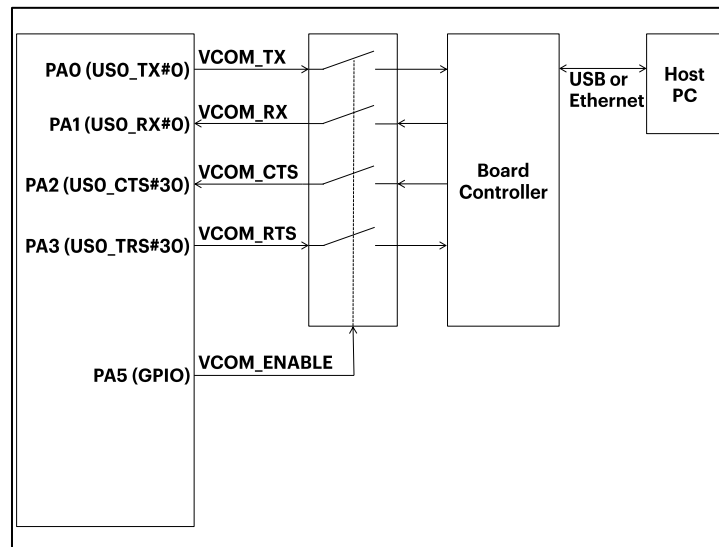 PA0 (US0_TX#0)
VCOM_TX
PA1 (US0_RX#0)
VCOM_RX
PA2 (US0_CTS#30)
VCOM_CTS
PA3 (US0_TRS#30)
VCOM_RTS
PA5 (GPIO)
VCOM_ENABLE
Board
Controller
USB or
Ethernet
Host
PC